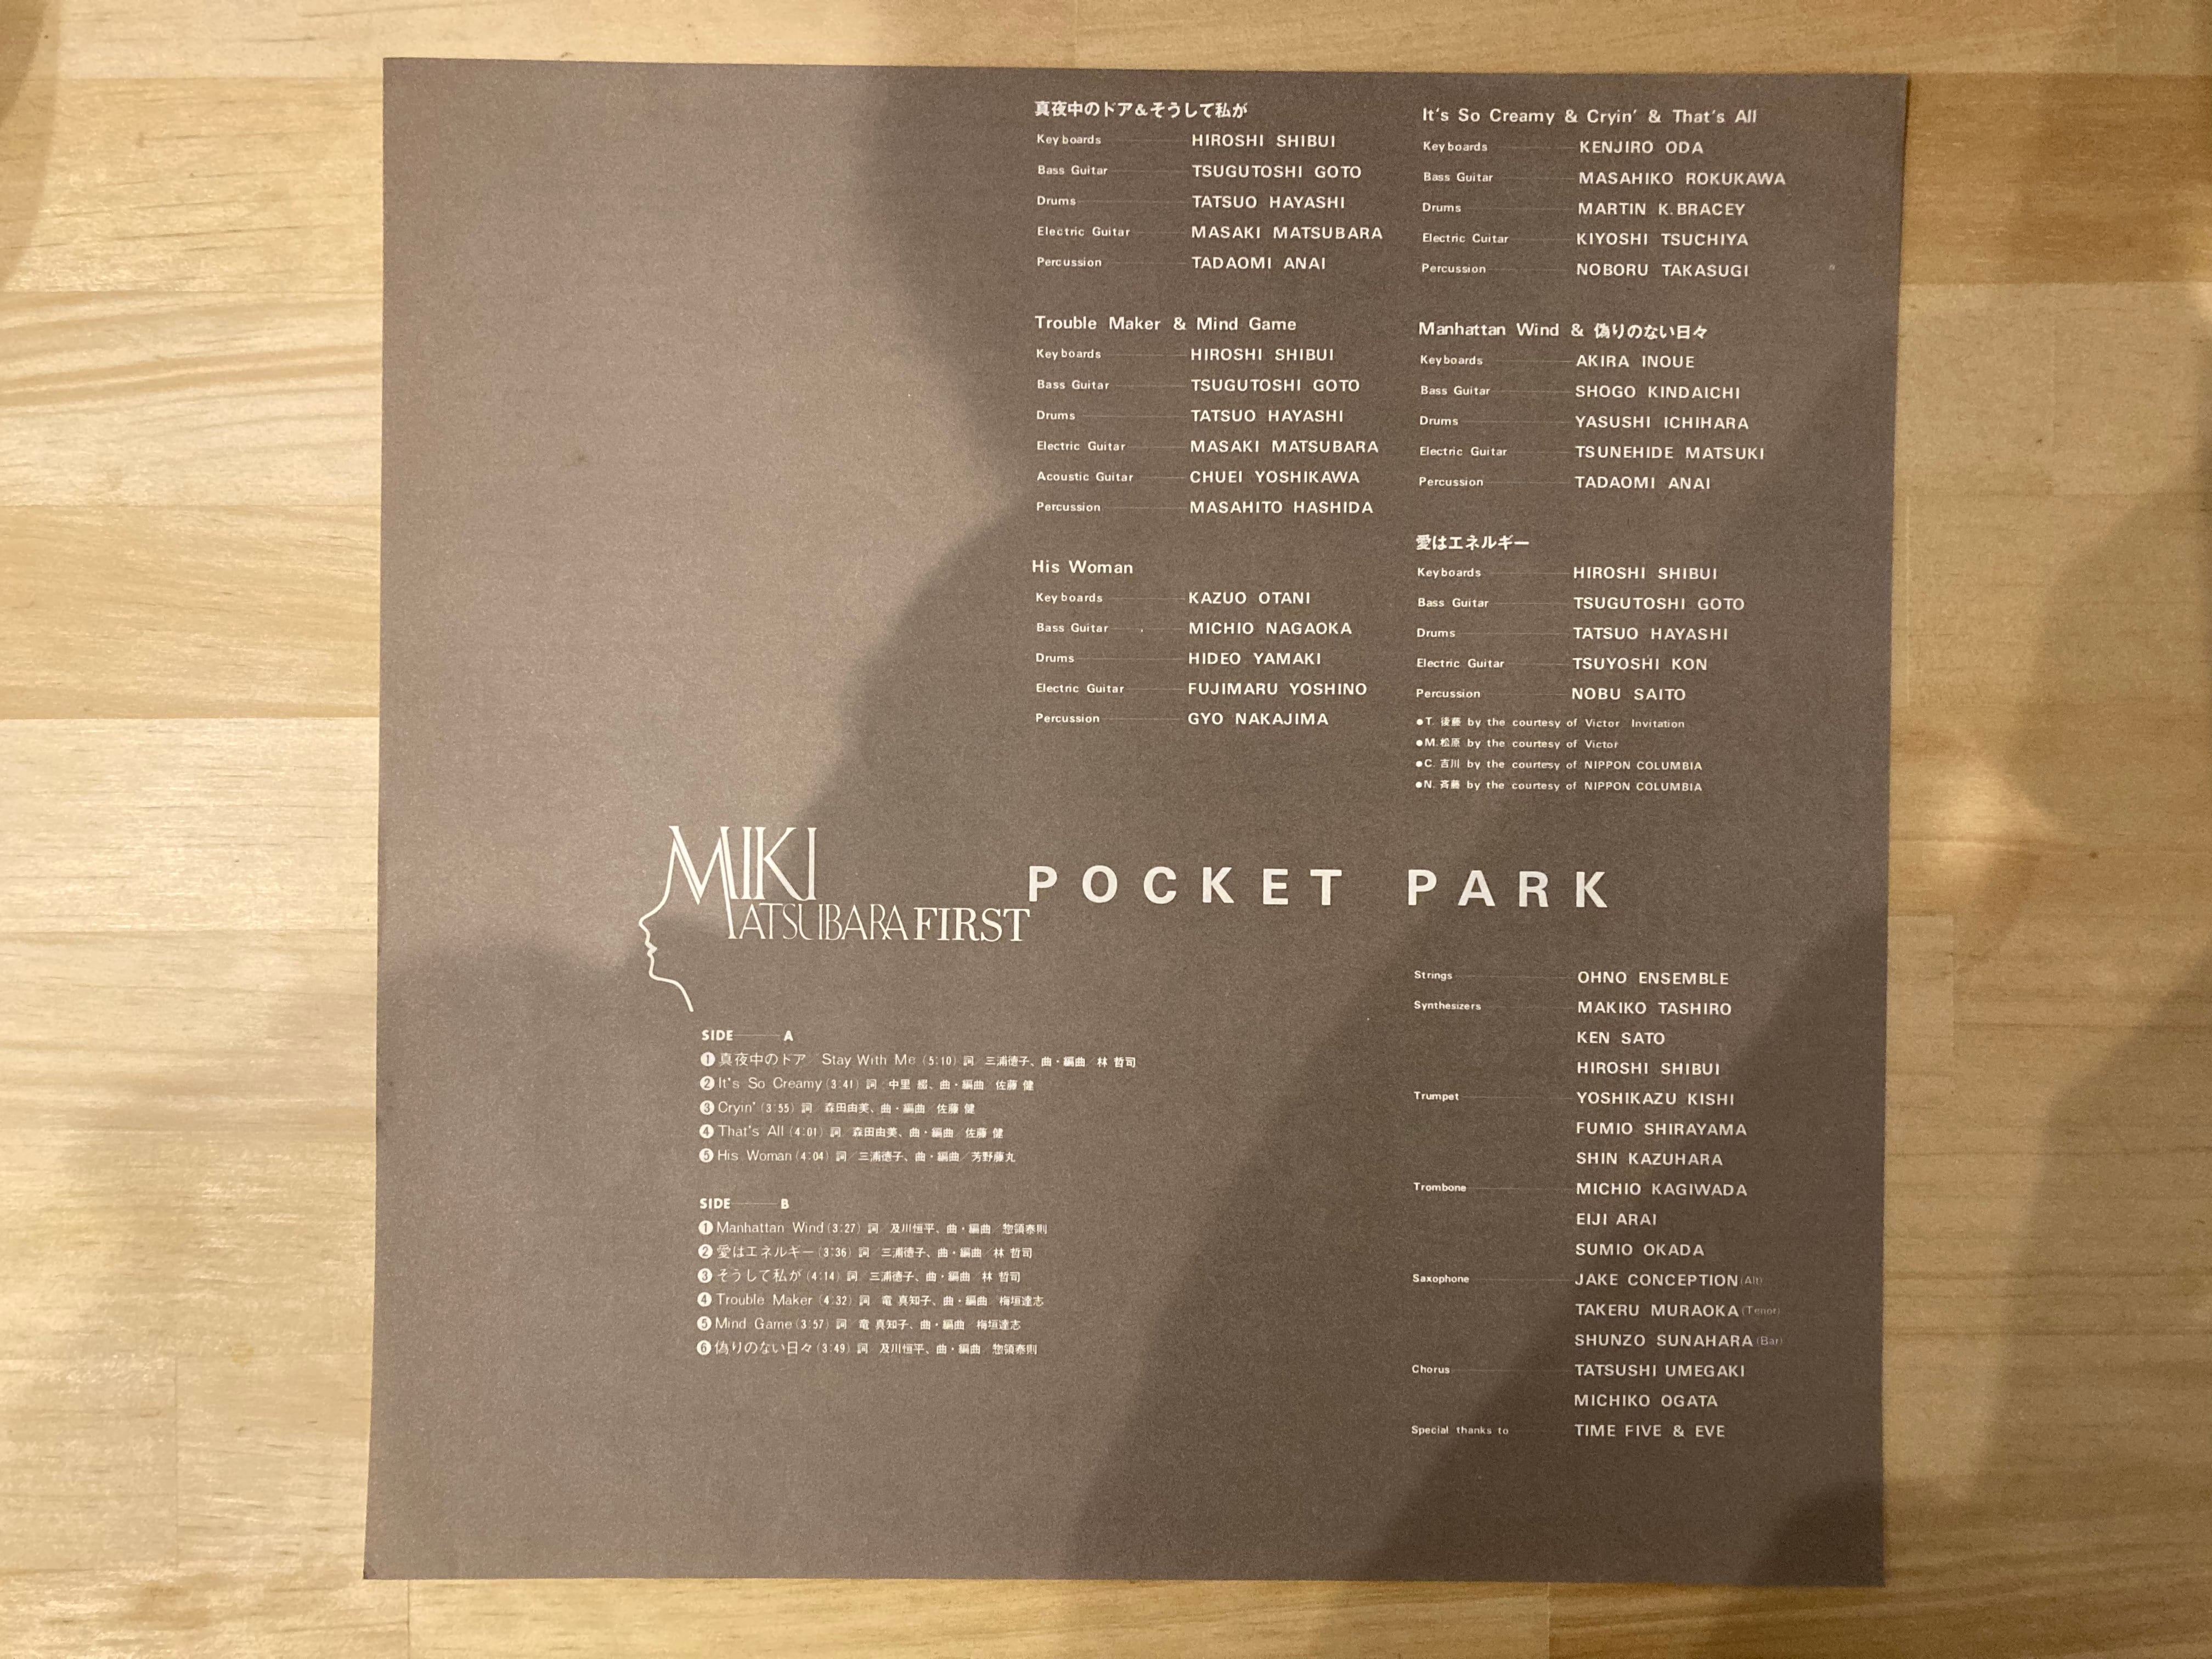 真夜中のドア&そうして私が
Keyboards HIROSHI SHIBUI
Bass Guitar TSUGUTOSHI GOTO
Drums TATSUO HAYASHI
Electric Guitar MASAKI MATSUBARA
Percussion TADAOMI ANAI
Trouble Maker & Mind Game
Keyboards HIROSHI SHIBUI
Bass Guitar TSUGUTOSHI GOTO
Drums TATSUO HAYASHI
Electric Guitar MASAKI MATSUBARA
Acoustic Guitar CHUEI YOSHIKAWA
Percussion MASAHITO HASHIDA
His Woman
Keyboards KAZUO OTANI
Bass Guitar MICHIO NAGAOKA
Drums HIDEO YAMAKI
Electric Guitar FUJIMARU YOSHINO
Percussion GYO NAKAJIMA
It's So Creamy & Cryin' & That's All
Keyboards KENJIRO ODA
Bass Guitar MASAHIKO ROKUKAWA
Drums MARTIN K.BRACEY
Electric Guitar KIYOSHI TSUCHIYA
Percussion NOBORU TAKASUGI
Manhattan Wind & 偽りのない日々
Keyboards AKIRA INOUE
Bass Guitar SHOGO KINDAICHI
Drums YASUSHI ICHIHARA
Electric Guitar TSUNEHIDE MATSUKI
Percussion TADAOMI ANAI
愛はエネルギー
Keyboards HIROSHI SHIBUI
Bass Guitar TSUGUTOSHI GOTO
Drums TATSUO HAYASHI
Electric Guitar TSUYOSHI KON
Percussion NOBU SAITO
●T. 後藤 by the courtesy of Victor Invitation
●M.松原 by the courtesy of Victor
●C. 吉川 by the courtesy of NIPPON COLUMBIA
●N. 斉藤 by the courtesy of NIPPON COLUMBIA
MIKI
MATSUBARA FIRST
POCKET PARK
SIDE A
❶真夜中のドア/Stay With Me (5:10) 詞/三浦徳子、曲・編曲/林 哲司
❷It's So Creamy (3:41) 詞/中里 綴、曲・編曲/佐藤 健
❸Cryin' (3:55) 詞/森田由美、曲・編曲/佐藤 健
❹That's All (4:01) 詞/森田由美、曲・編曲/佐藤 健
❺His Woman (4:04) 詞/三浦徳子、曲・編曲/芳野藤丸
SIDE B
❶Manhattan Wind (3:27) 詞/及川恒平、曲・編曲/惣領泰則
❷愛はエネルギー (3:36) 詞/三浦徳子、曲・編曲/林 哲司
❸そうして私が (4:14) 詞/三浦徳子、曲・編曲/林 哲司
❹Trouble Maker (4:32) 詞/竜 真知子、曲・編曲/梅垣達志
❺Mind Game (3:57) 詞/竜 真知子、曲・編曲/梅垣達志
❻偽りのない日々 (3:49) 詞/及川恒平、曲・編曲/惣領泰則
Strings OHNO ENSEMBLE
Synthesizers MAKIKO TASHIRO
KEN SATO
HIROSHI SHIBUI
Trumpet YOSHIKAZU KISHI
FUMIO SHIRAYAMA
SHIN KAZUHARA
Trombone MICHIO KAGIWADA
EIJI ARAI
SUMIO OKADA
Saxophone JAKE CONCEPTION (Alt)
TAKERU MURAOKA (Tenor)
SHUNZO SUNAHARA (Bar)
Chorus TATSUSHI UMEGAKI
MICHIKO OGATA
Special thanks to TIME FIVE & EVE